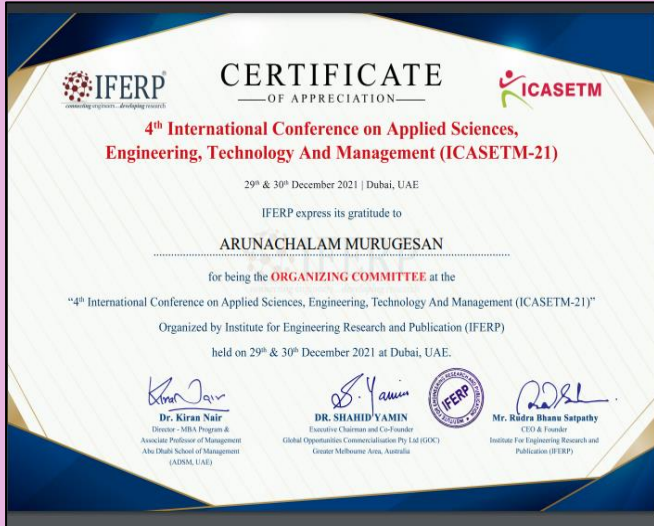 IFERP
connecting engineers...developing research
CERTIFICATE
OF APPRECIATION
ICASETM
4th International Conference on Applied Sciences,
Engineering, Technology And Management (ICASETM-21)
29th & 30th December 2021 | Dubai, UAE
IFERP express its gratitude to
ARUNACHALAM MURUGESAN
for being the ORGANIZING COMMITTEE at the
“4th International Conference on Applied Sciences, Engineering, Technology And Management (ICASETM-21)”
Organized by Institute for Engineering Research and Publication (IFERP)
held on 29th & 30th December 2021 at Dubai, UAE.
Kiran Nair
Dr. Kiran Nair
Director - MBA Program &
Associate Professor of Management
Abu Dhabi School of Management
(ADSM, UAE)
S. Yamin
DR. SHAHID YAMIN
Executive Chairman and Co-Founder
Global Opportunities Commercialisation Pty Ltd (GOC)
Greater Melbourne Area, Australia
IFERP
Mr. Rudra Bhanu Satpathy
CEO & Founder
Institute For Engineering Research and
Publication (IFERP)